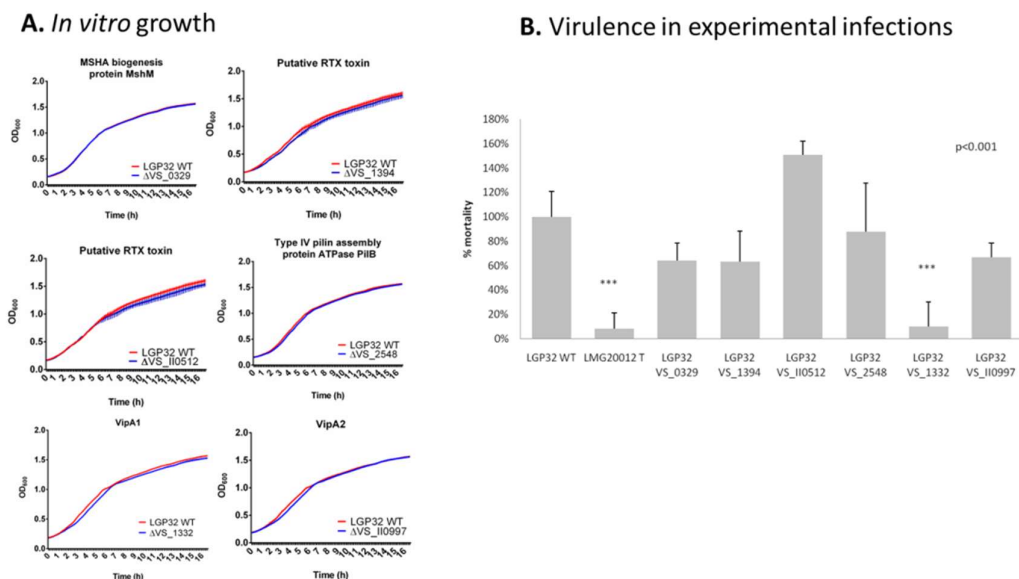 A. In vitro growth
MSHA biogenesis
protein MshM
2.0
1.5
1.0
0.5
0.0
OD600
LGP32 WT
ΔVS_0329
0 1 2 3 4 5 6 7 8 9 10 11 12 13 14 15 16
Time (h)
Putative RTX toxin
2.0
1.5
1.0
0.5
0.0
OD600
LGP32 WT
ΔVS_1394
0 1 2 3 4 5 6 7 8 9 10 11 12 13 14 15 16
Time (h)
Putative RTX toxin
2.0
1.5
1.0
0.5
0.0
OD600
LGP32 WT
ΔVS_II0512
0 1 2 3 4 5 6 7 8 9 10 11 12 13 14 15 16
Time (h)
Type IV pilin assembly
protein ATPase PilB
2.0
1.5
1.0
0.5
0.0
OD600
LGP32 WT
ΔVS_2548
0 1 2 3 4 5 6 7 8 9 10 11 12 13 14 15 16
Time (h)
VipA1
2.0
1.5
1.0
0.5
0.0
OD600
LGP32 WT
ΔVS_1332
0 1 2 3 4 5 6 7 8 9 10 11 12 13 14 15 16
Time (h)
VipA2
2.0
1.5
1.0
0.5
0.0
OD600
LGP32 WT
ΔVS_II0997
0 1 2 3 4 5 6 7 8 9 10 11 12 13 14 15 16
Time (h)
B. Virulence in experimental infections
180%
160%
140%
120%
100%
80%
60%
40%
20%
0%
% mortality
p<0.001
*** ***
LGP32 WT LMG20012 T LGP32 LGP32 LGP32 LGP32 LGP32 LGP32
VS_0329 VS_1394 VS_II0512 VS_2548 VS_1332 VS_II0997